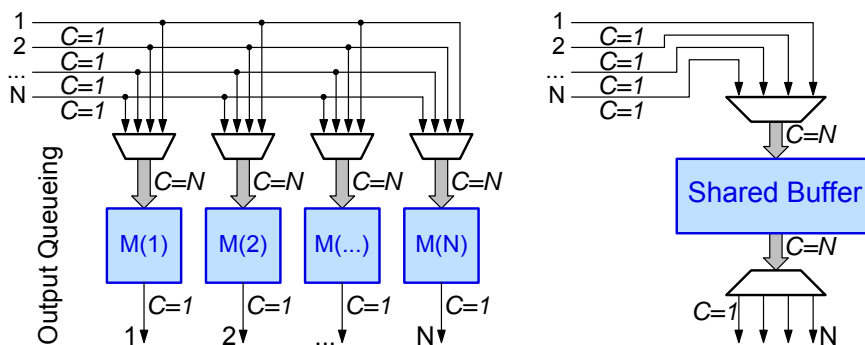 1
C=1
2
C=1
...
C=1
N
C=1
C=N
C=N
C=N
C=N
M(1)
M(2)
M(...)
M(N)
C=1
C=1
C=1
C=1
1
2
...
N
Output Queueing
1
C=1
2
C=1
...
C=1
N
C=1
C=N
Shared Buffer
C=N
C=1
N